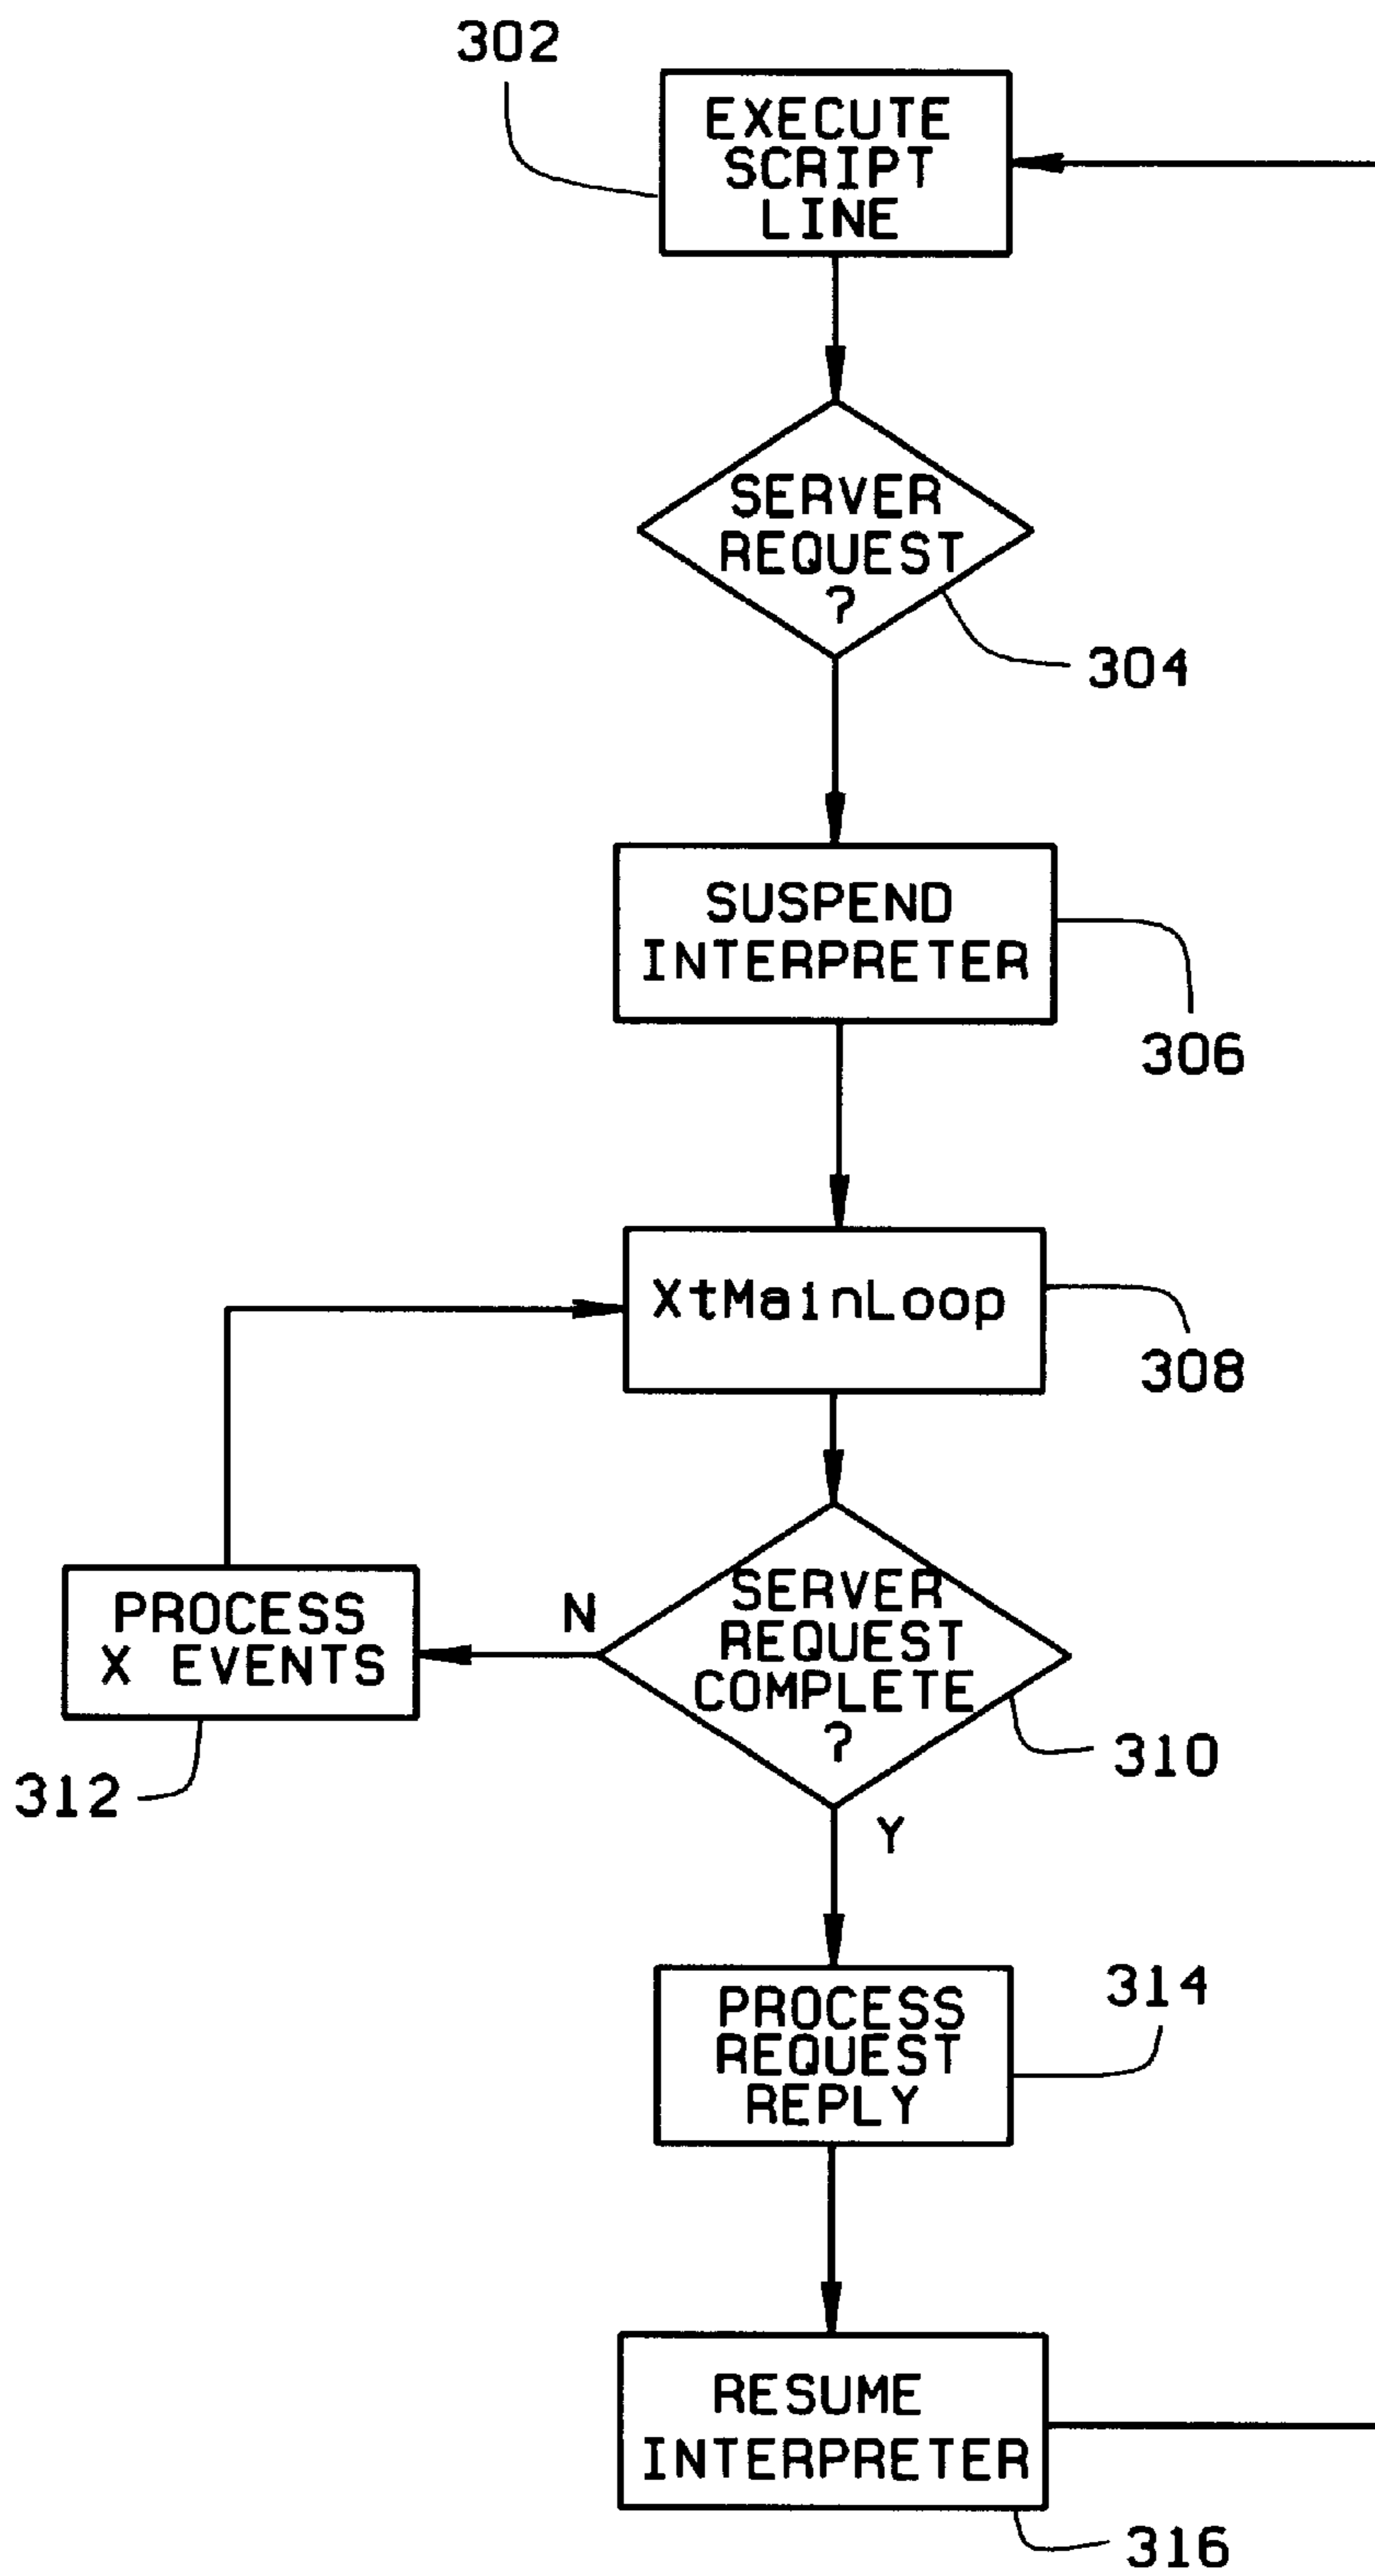 302
EXECUTE
SCRIPT
LINE
SERVER
REQUEST
?
304
SUSPEND
INTERPRETER
306
XtMainLoop
308
PROCESS
X EVENTS
312
N
SERVER
REQUEST
COMPLETE
?
310
Y
PROCESS
REQUEST
REPLY
314
RESUME
INTERPRETER
316